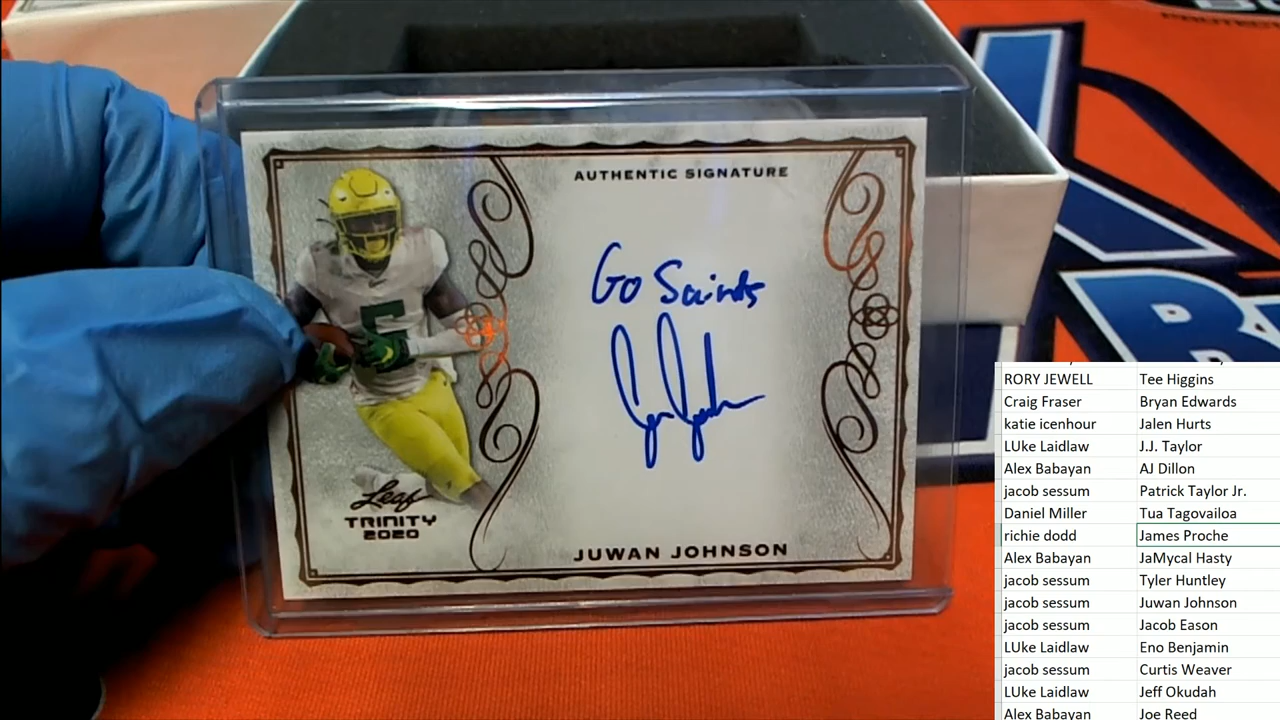 AUTHENTIC SIGNATURE
Go Saints
5
Leaf
TRINITY
2020
JUWAN JOHNSON
RORY JEWELL Tee Higgins
Craig Fraser Bryan Edwards
katie icenhour Jalen Hurts
LUke Laidlaw J.J. Taylor
Alex Babayan AJ Dillon
jacob sessum Patrick Taylor Jr.
Daniel Miller Tua Tagovailoa
richie dodd James Proche
Alex Babayan JaMycal Hasty
jacob sessum Tyler Huntley
jacob sessum Juwan Johnson
jacob sessum Jacob Eason
LUke Laidlaw Eno Benjamin
jacob sessum Curtis Weaver
LUke Laidlaw Jeff Okudah
Alex Babayan Joe Reed